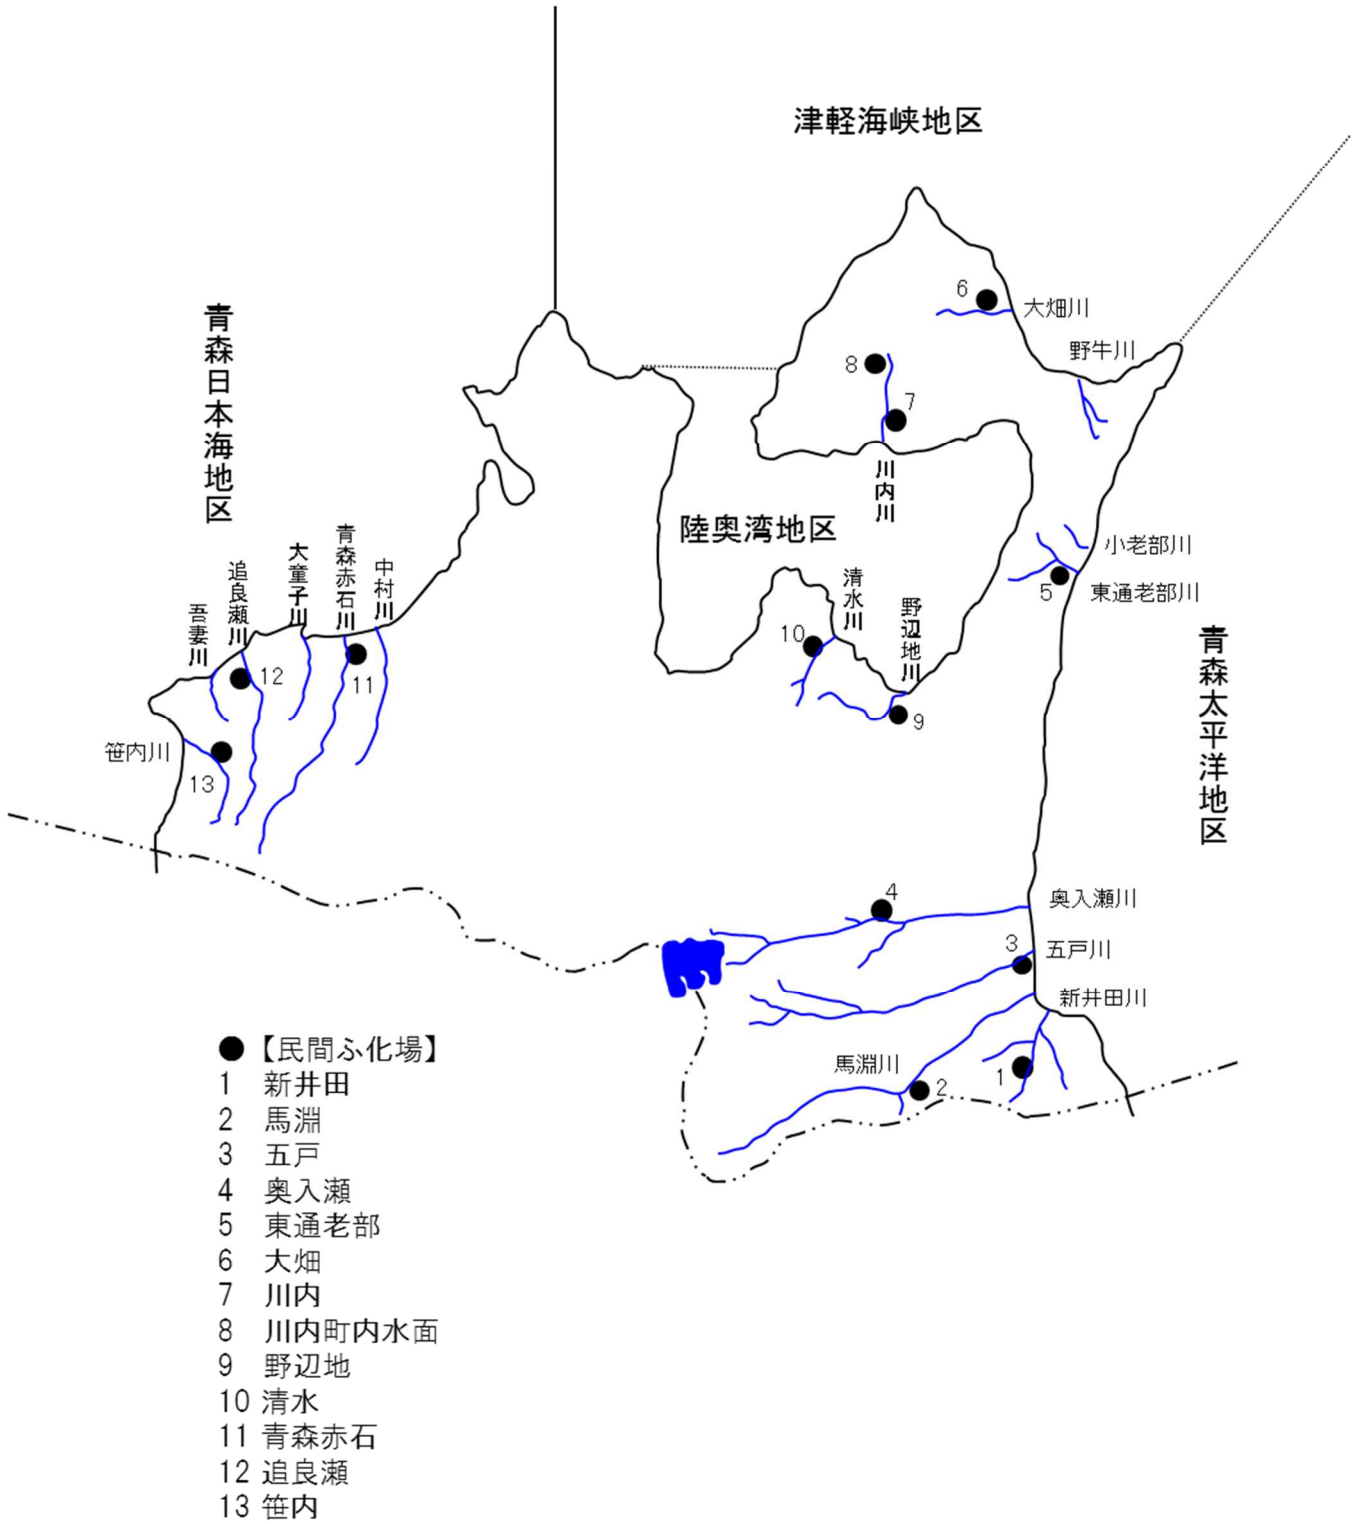 津軽海峡地区
青森日本海地区
陸奥湾地区
青森太平洋地区
6
大畑川
野牛川
8
7
川内川
小老部川
5
東通老部川
清水川
野辺地川
10
9
吾妻川
追良瀬川
大童子川
青森赤石川
中村川
12
11
笹内川
13
4
奥入瀬川
3
五戸川
新井田川
馬淵川
2
1
●【民間ふ化場】
1 新井田
2 馬淵
3 五戸
4 奥入瀬
5 東通老部
6 大畑
7 川内
8 川内町内水面
9 野辺地
10 清水
11 青森赤石
12 追良瀬
13 笹内